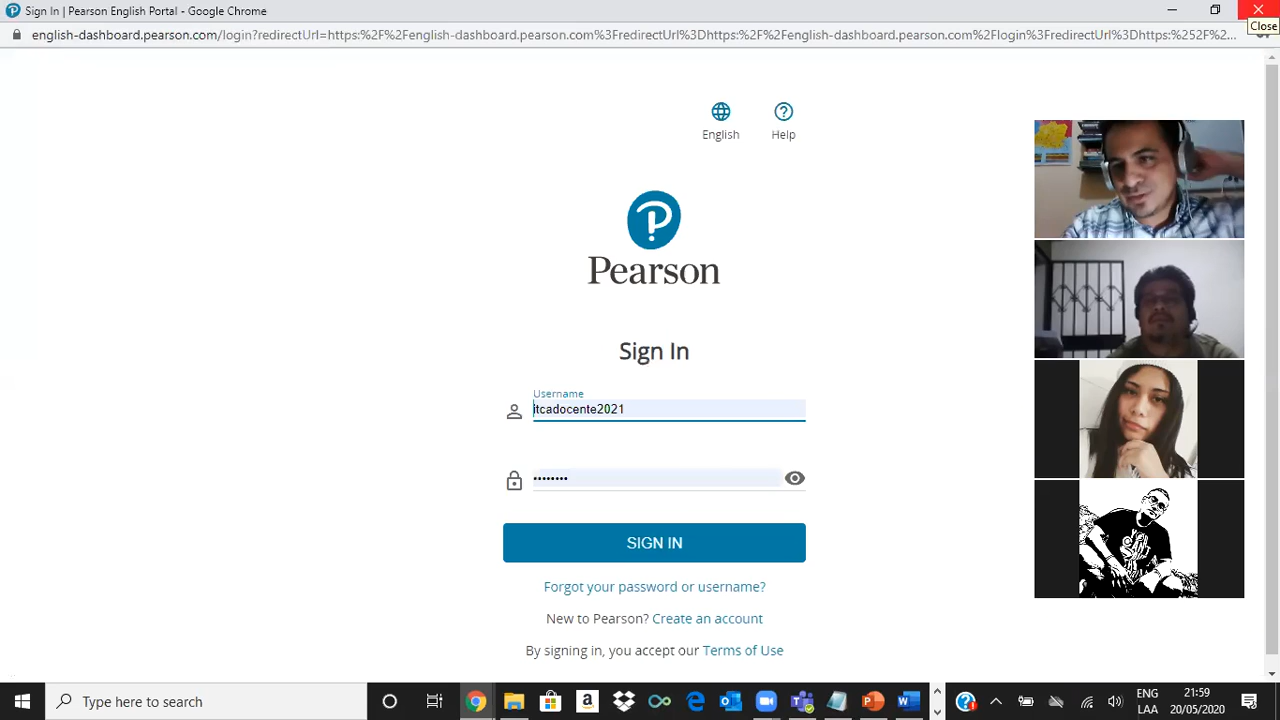 Sign In | Pearson English Portal - Google Chrome
Close
english-dashboard.pearson.com/login?redirectUrl=https:%2F%2Fenglish-dashboard.pearson.com%3FredirectUrl%3Dhttps:%2F%2Fenglish-dashboard.pearson.com%2Flogin%3FredirectUrl%3Dhttps:%252F%2...
English
Help
Pearson
Sign In
Username
itcadocente2021
••••••••
SIGN IN
Forgot your password or username?
New to Pearson? Create an account
By signing in, you accept our Terms of Use
Type here to search
ENG
LAA
21:59
20/05/2020